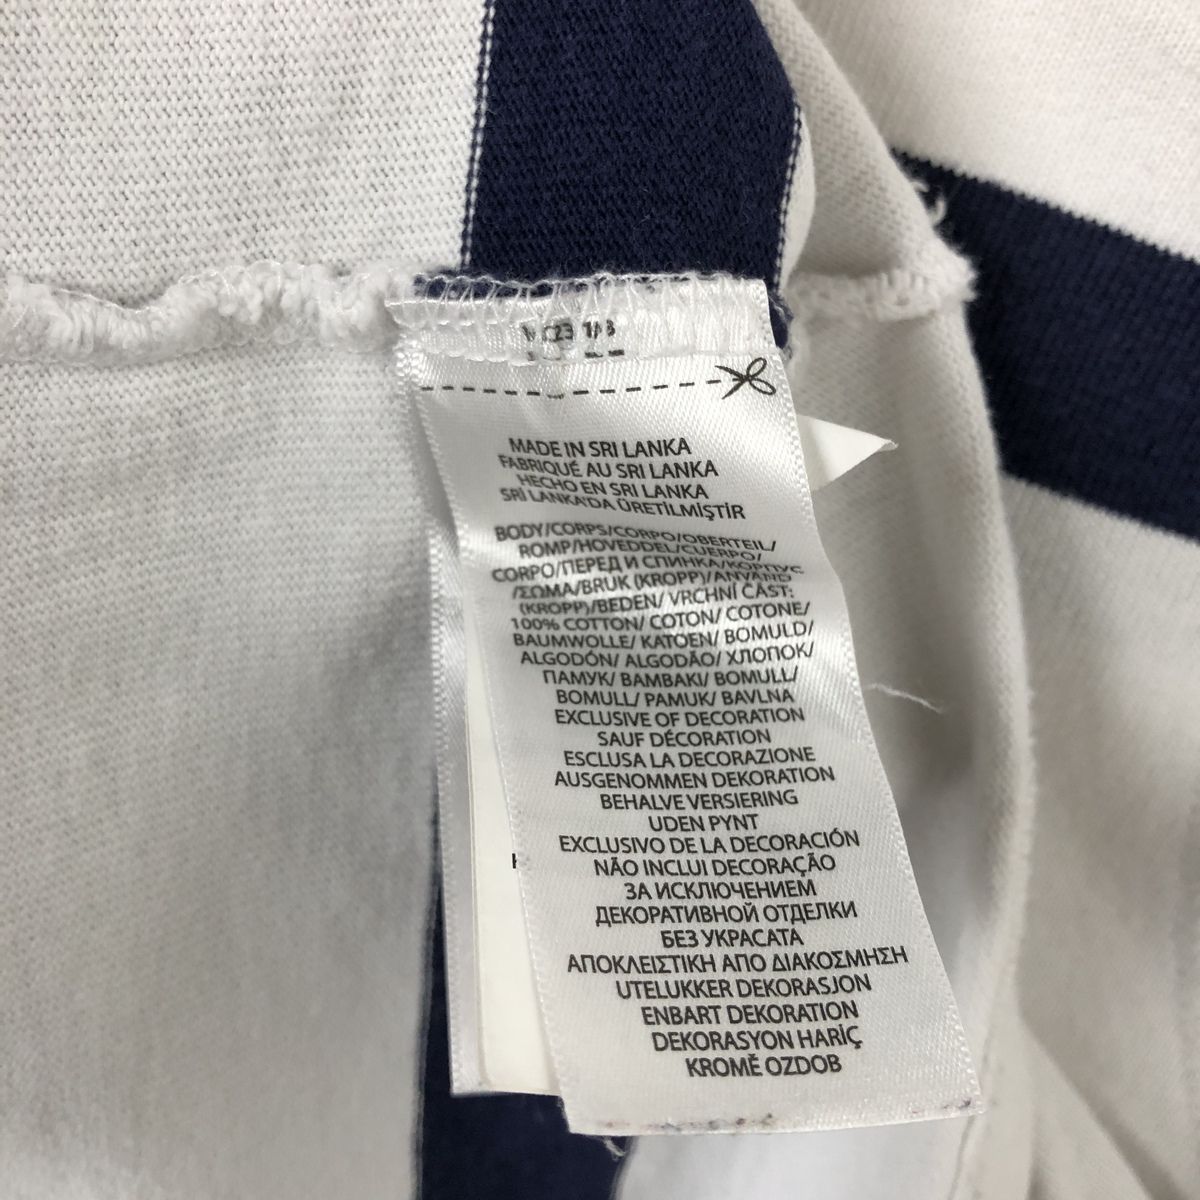 MADE IN SRI LANKA
FABRIQUÉ AU SRI LANKA
HECHO EN SRI LANKA
SRİ LANKA'DA ÜRETİLMİŞTİR
BODY/CORPS/CORPO/OBERTEIL/
ROMP/HOVEDDEL/CUERPO/
CORPO/ПЕРЕД И СПИНКА/КОРПУС
/ΣΩΜΑ/BRUK (KROPP)/ANVÄND
(KROPP)/BEDEN/ VRCHNÍ ČÁST:
100% COTTON/ COTON/ COTONE/
BAUMWOLLE/ KATOEN/ BOMULD/
ALGODÓN/ ALGODÃO/ ХЛОПОК/
ПАМУК/ ΒΑΜΒΑΚΙ/ BOMULL/
BOMULL/ PAMUK/ BAVLNA
EXCLUSIVE OF DECORATION
SAUF DÉCORATION
ESCLUSA LA DECORAZIONE
AUSGENOMMEN DEKORATION
BEHALVE VERSIERING
UDEN PYNT
EXCLUSIVO DE LA DECORACIÓN
NÃO INCLUI DECORAÇÃO
ЗА ИСКЛЮЧЕНИЕМ
ДЕКОРАТИВНОЙ ОТДЕЛКИ
БЕЗ УКРАСАТА
ΑΠΟΚΛΕΙΣΤΙΚΗ ΑΠΟ ΔΙΑΚΟΣΜΗΣΗ
UTELUKKER DEKORASJON
ENBART DEKORATION
DEKORASYON HARİÇ
KROMĚ OZDOB